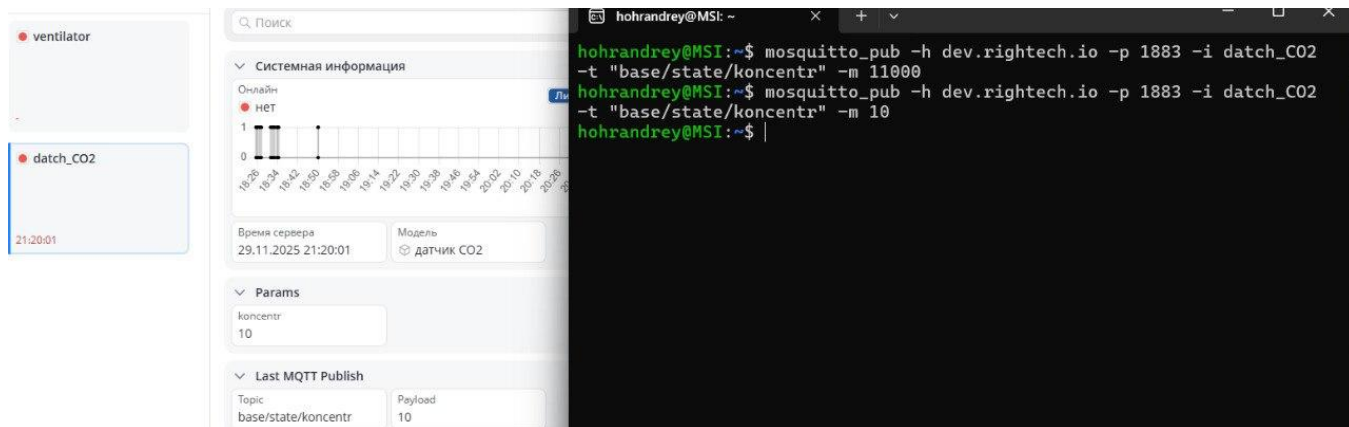 ventilator
-
datch_CO2
21:20:01
Поиск
Системная информация
Онлайн
нет
1
0
18:26 18:34 18:42 18:50 18:58 19:06 19:14 19:22 19:30 19:38 19:46 19:54 20:02 20:10 20:18 20:26
Время сервера
29.11.2025 21:20:01
Модель
датчик CO2
Params
koncentr
10
Last MQTT Publish
Topic
base/state/koncentr
Payload
10
hohrandrey@MSI: ~
hohrandrey@MSI:~$ mosquitto_pub -h dev.rightech.io -p 1883 -i datch_CO2
-t "base/state/koncentr" -m 11000
hohrandrey@MSI:~$ mosquitto_pub -h dev.rightech.io -p 1883 -i datch_CO2
-t "base/state/koncentr" -m 10
hohrandrey@MSI:~$